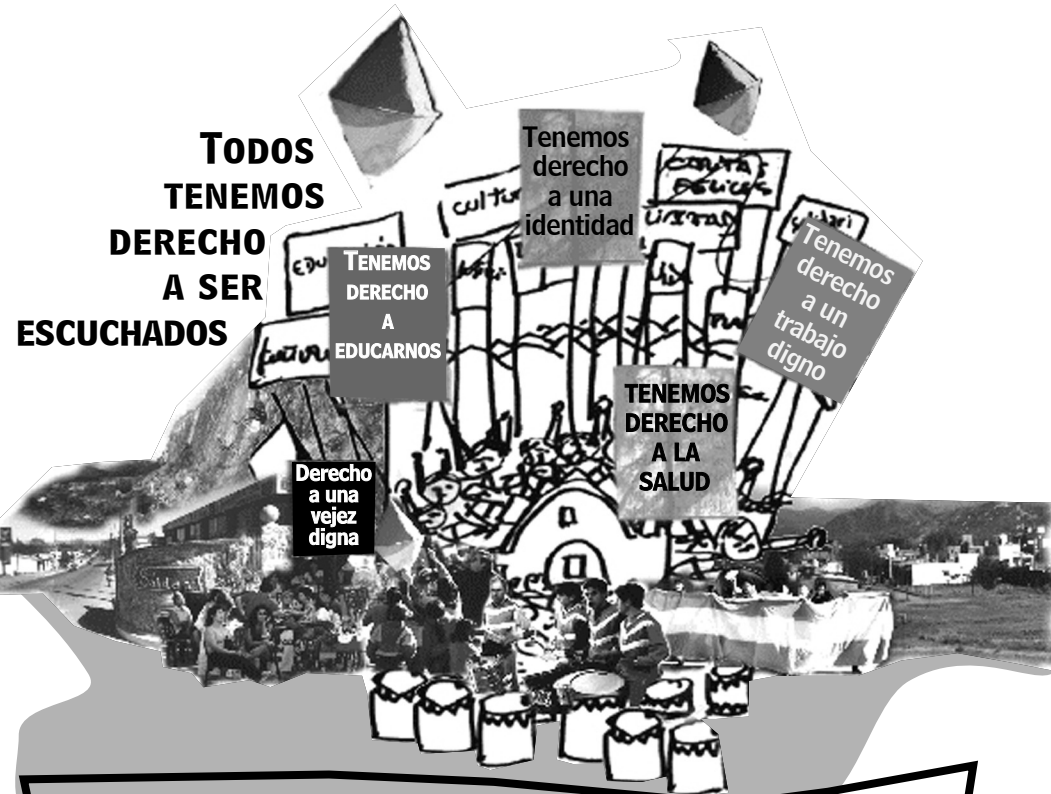 TODOS
TENEMOS
DERECHO
A SER
ESCUCHADOS
Tenemos
derecho
a una
identidad
TENEMOS
DERECHO
A
EDUCARNOS
Tenemos
derecho
a un
trabajo
digno
TENEMOS
DERECHO
A LA
SALUD
Derecho
a una
vejez
digna